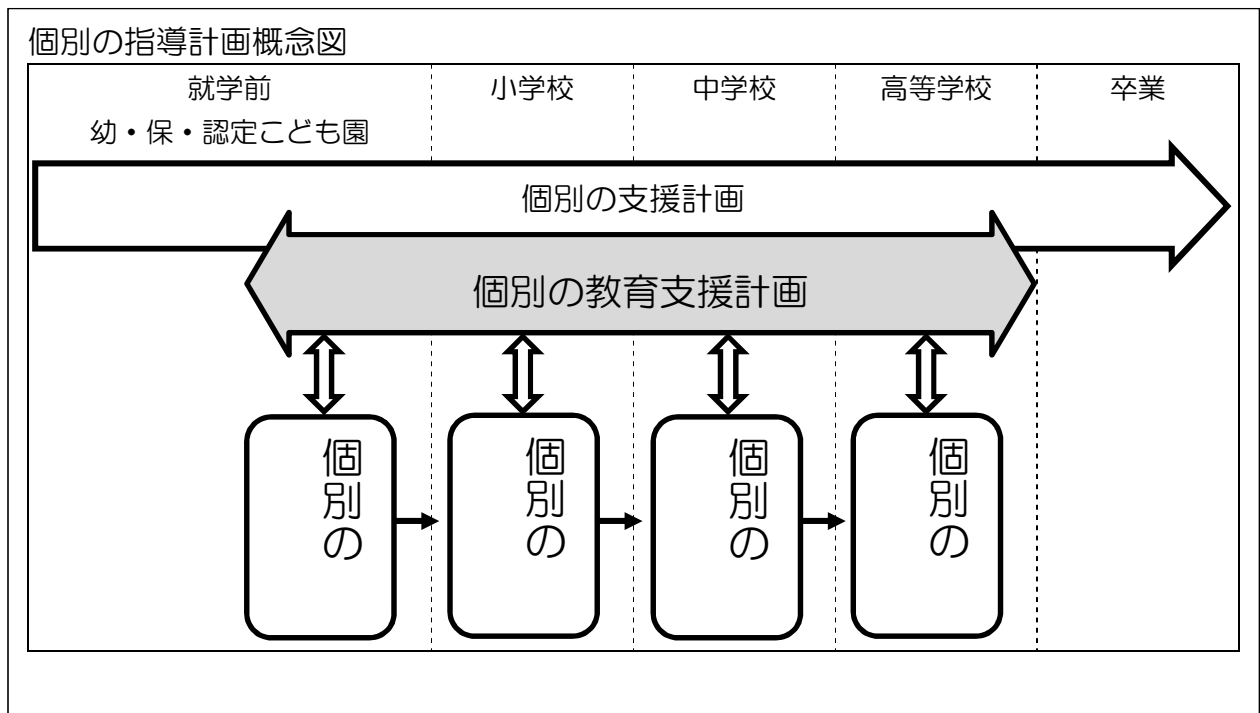 個別の指導計画概念図
就学前
幼・保・認定こども園
小学校
中学校
高等学校
卒業
個別の支援計画
個別の教育支援計画
個別の
個別の
個別の
個別の